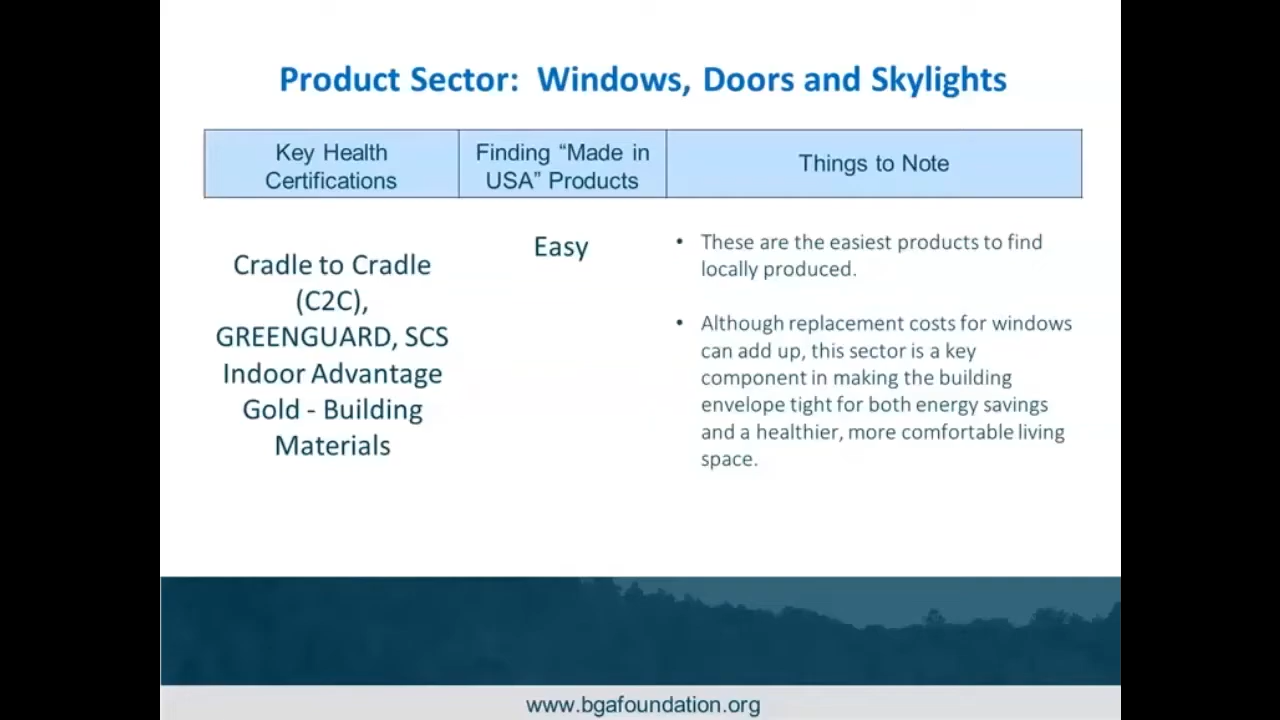 Product Sector:  Windows, Doors and Skylights
Key Health
Certifications
Finding “Made in
USA” Products
Things to Note
Cradle to Cradle
(C2C),
GREENGUARD, SCS
Indoor Advantage
Gold - Building
Materials
Easy
• These are the easiest products to find
locally produced.
• Although replacement costs for windows
can add up, this sector is a key
component in making the building
envelope tight for both energy savings
and a healthier, more comfortable living
space.
www.bgafoundation.org